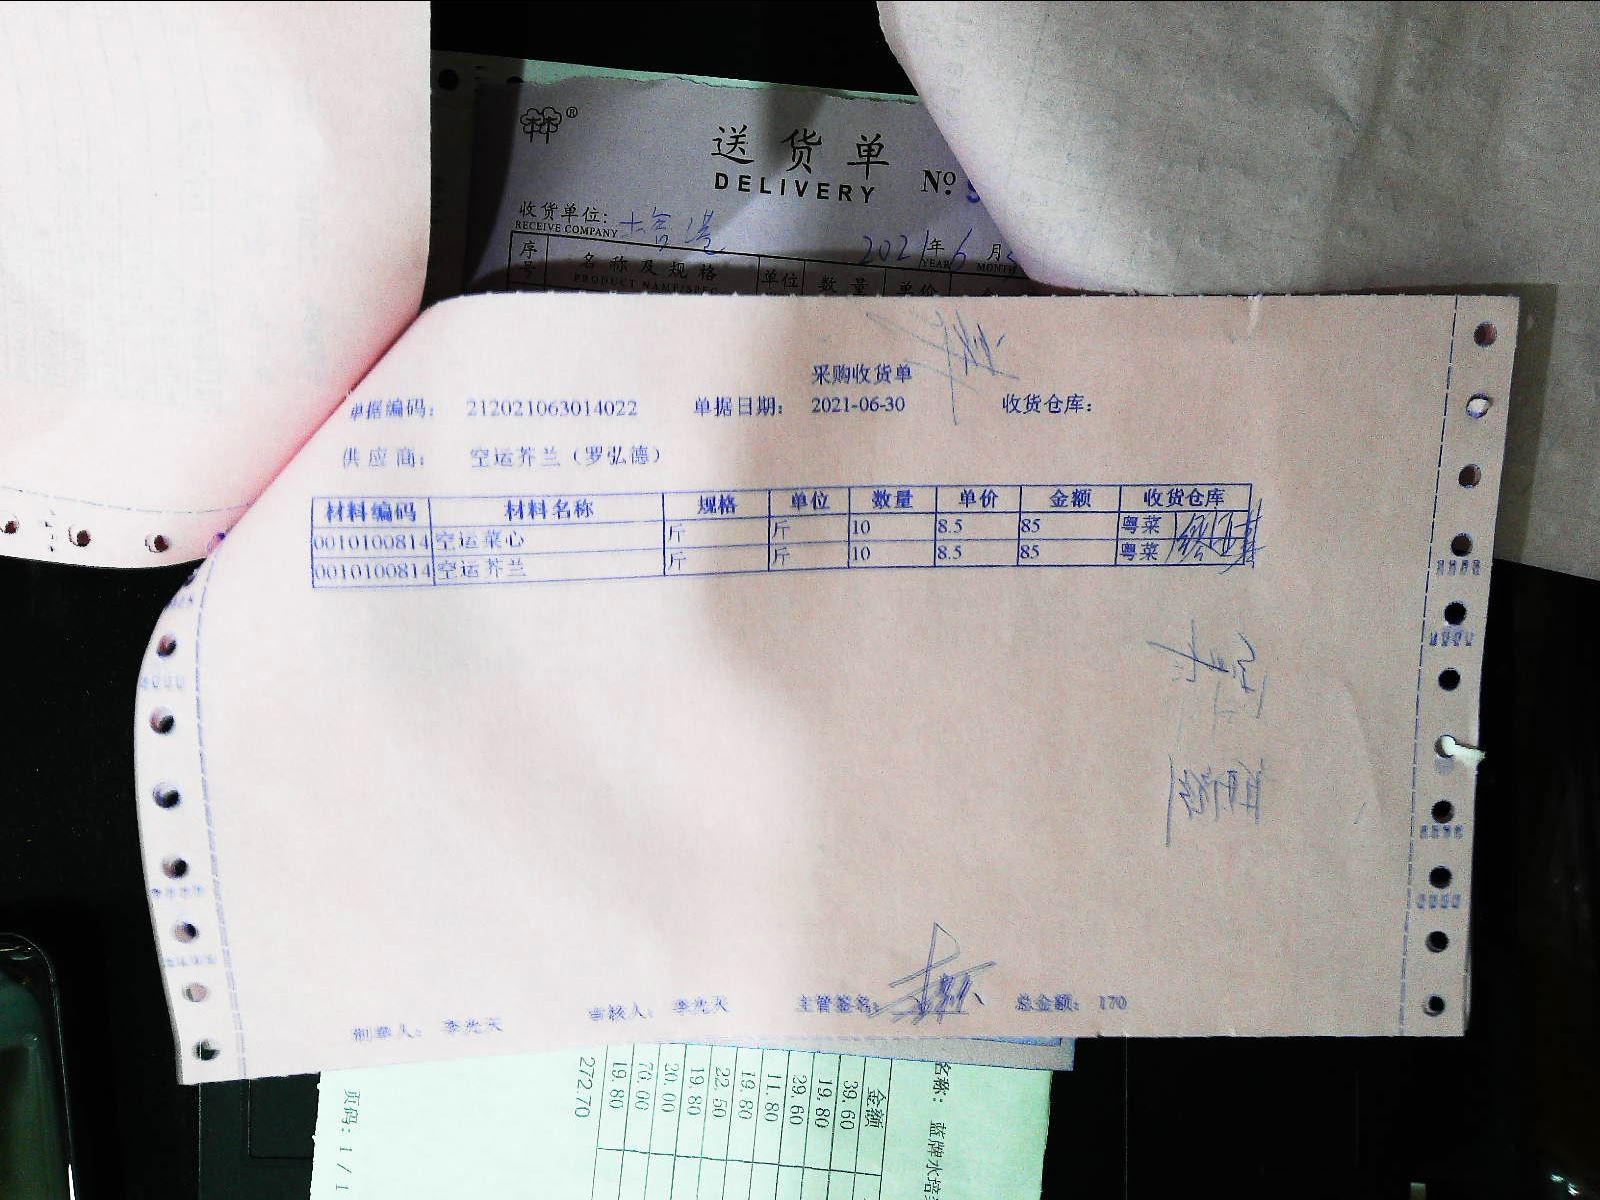 送货单
DELIVERY
No
收货单位:
RECEIVE COMPANY
2021年6月
YEAR MONTH
序号 名称及规格 单位 数量 单价
PRODUCT NAME/SPEC
采购收货单
单据编码: 212021063014022 单据日期: 2021-06-30 收货仓库:
供应商: 空运芥兰（罗弘德）
材料编码 材料名称 规格 单位 数量 单价 金额 收货仓库
0010100814 空运菜心 斤 斤 10 8.5 85 粤菜
0010100814 空运芥兰 斤 斤 10 8.5 85 粤菜
制单人: 李光天 审核人: 李光天 主管签名: 总金额: 170
名称: 蓝牌水培
金额
39.60
19.80
29.60
11.80
19.80
22.50
19.80
20.00
70.00
19.80
272.70
页码: 1 / 1